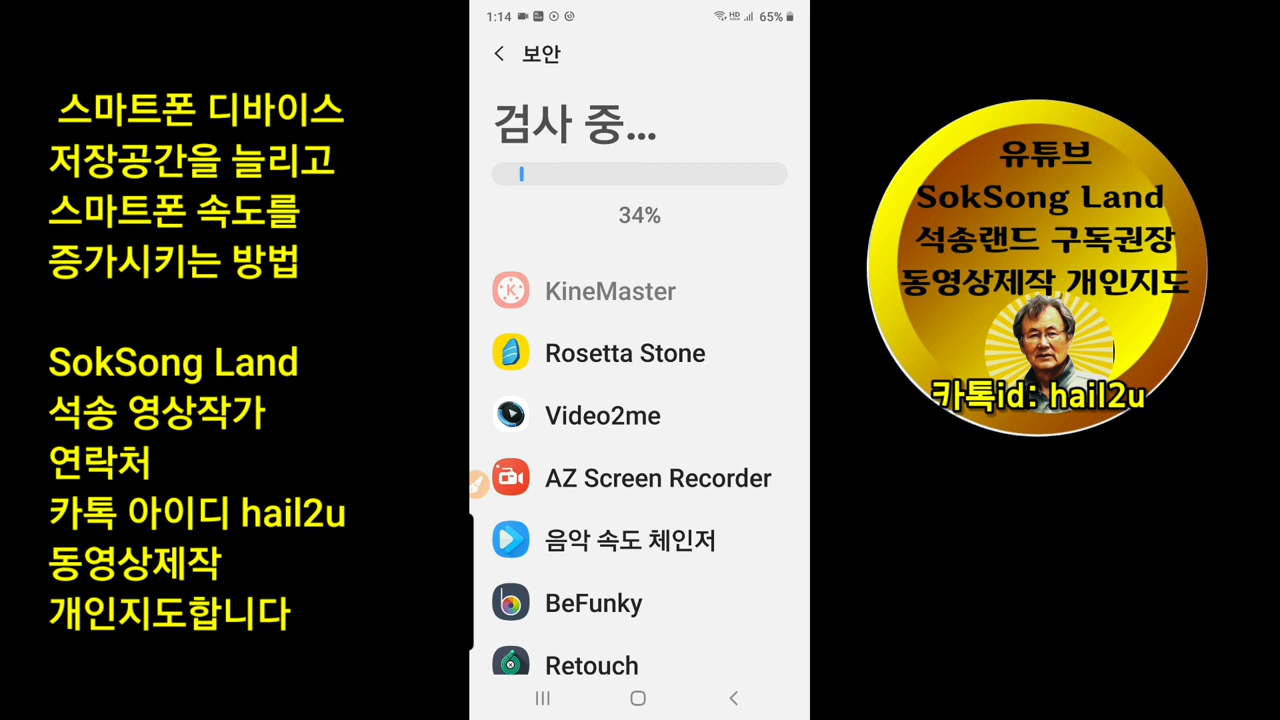 스마트폰 디바이스
저장공간을 늘리고
스마트폰 속도를
증가시키는 방법
SokSong Land
석송 영상작가
연락처
카톡 아이디 hail2u
동영상제작
개인지도합니다
1:14
HD
65%
보안
검사 중...
34%
KineMaster
Rosetta Stone
Video2me
AZ Screen Recorder
음악 속도 체인저
BeFunky
Retouch
유튜브
SokSong Land
석송랜드 구독권장
동영상제작 개인지도
카톡id: hail2u